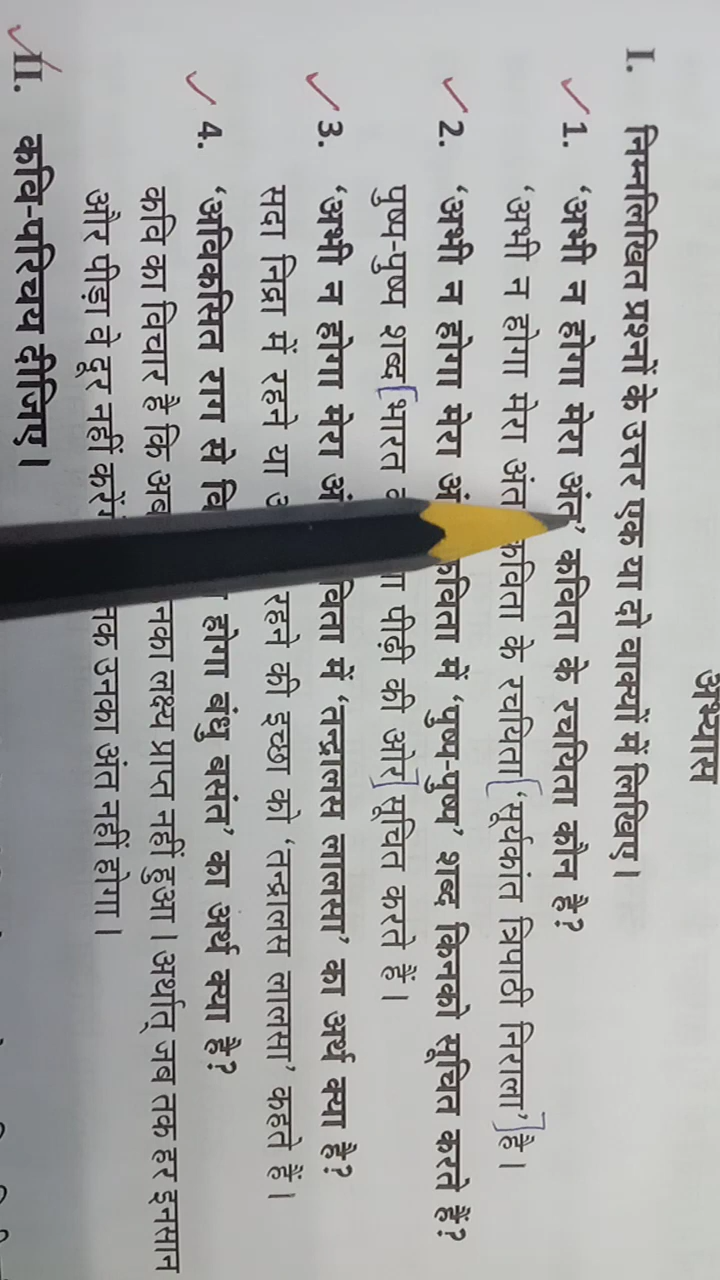 अभ्यास
I. निम्नलिखित प्रश्नों के उत्तर एक या दो वाक्यों में लिखिए।
1. 'अभी न होगा मेरा अंत' कविता के रचयिता कौन है?
'अभी न होगा मेरा अंत कविता के रचयिता 'सूर्यकांत त्रिपाठी निराला' है।
2. 'अभी न होगा मेरा अं कविता में 'पुष्प-पुष्प' शब्द किनको सूचित करते हैं?
पुष्प-पुष्प शब्द भारत पीढ़ी की ओर सूचित करते हैं।
3. 'अभी न होगा मेरा अं विता में 'तन्द्रालस लालसा' का अर्थ क्या है?
सदा निद्रा में रहने या रहने की इच्छा को 'तन्द्रालस लालसा' कहते हैं।
4. 'अविकसित राग से वि होगा बंधु बसंत' का अर्थ क्या है?
कवि का विचार है कि अब नका लक्ष्य प्राप्त नहीं हुआ। अर्थात् जब तक हर इनसान
और पीड़ा वे दूर नहीं करें उनका अंत नहीं होगा।
II. कवि-परिचय दीजिए।